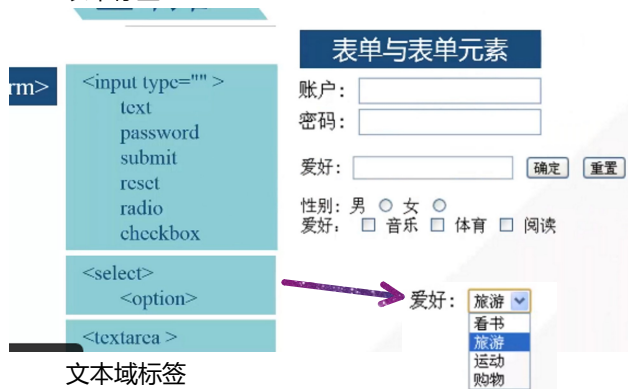 表单与表单元素
rm>
<input type="" >
text
password
submit
reset
radio
checkbox
<select>
<option>
<textarea >
账户:
密码:
爱好: 确定 重置
性别: 男 女
爱好: 音乐 体育 阅读
爱好: 旅游
看书
旅游
运动
购物
文本域标签